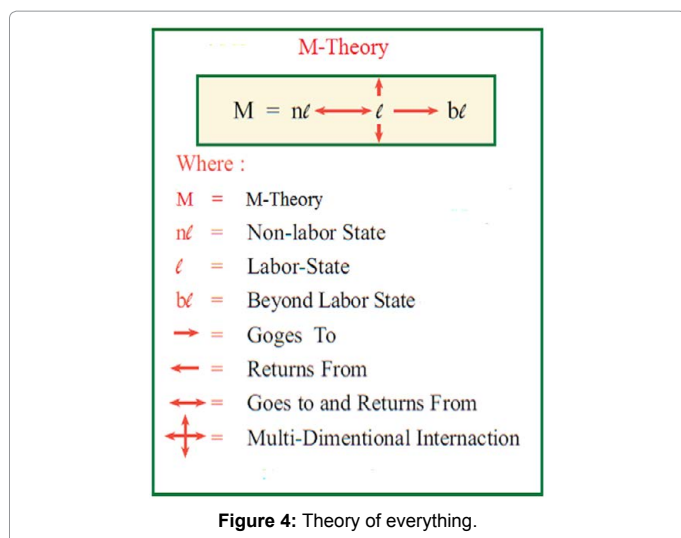 M-Theory
M = nℓ ↔ ℓ → bℓ
Where :
M = M-Theory
nℓ = Non-labor State
ℓ = Labor-State
bℓ = Beyond Labor State
→ = Goges To
← = Returns From
↔ = Goes to and Returns From
= Multi-Dimentional Internaction
Figure 4: Theory of everything.